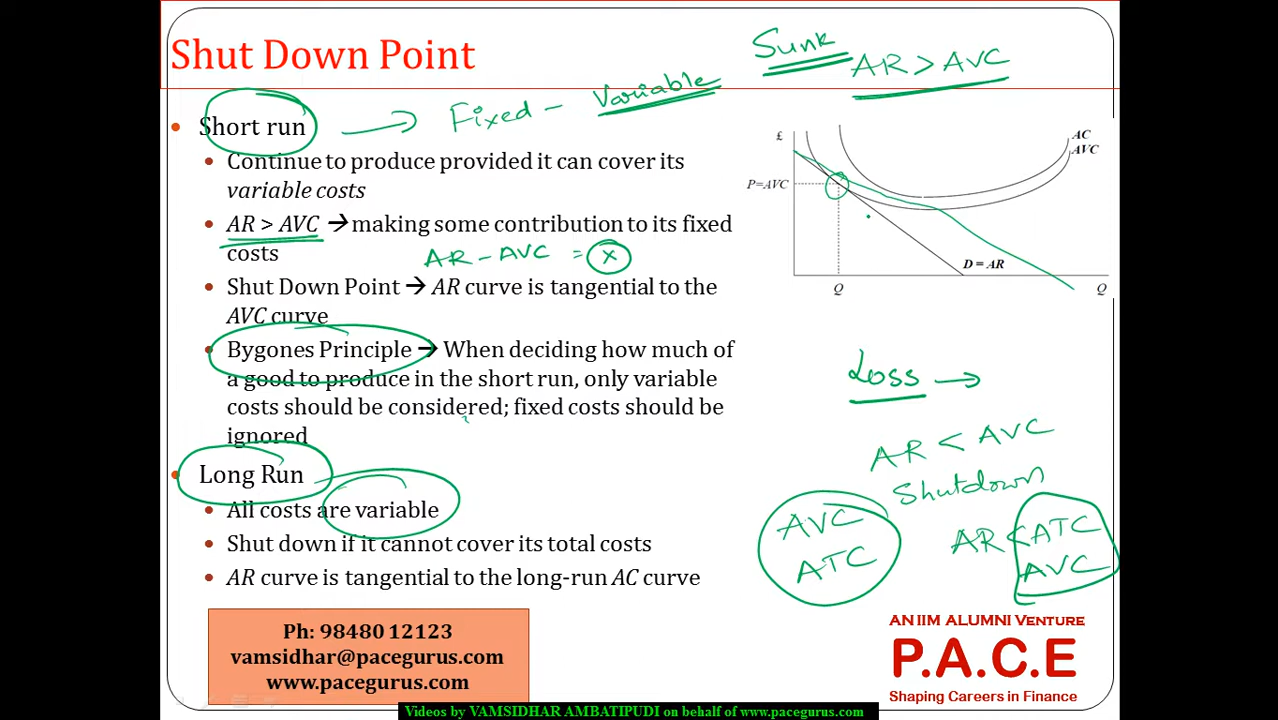 Shut Down Point
Sunk
AR > AVC
Short run
Fixed - Variable
Continue to produce provided it can cover its
variable costs
AR > AVC → making some contribution to its fixed
costs
AR - AVC = x
Shut Down Point → AR curve is tangential to the
AVC curve
Bygones Principle → When deciding how much of
a good to produce in the short run, only variable
costs should be considered; fixed costs should be
ignored
Long Run
All costs are variable
Shut down if it cannot cover its total costs
AR curve is tangential to the long-run AC curve
£
AC
AVC
P=AVC
D = AR
Q
Q
Loss →
AR < AVC
Shutdown
AVC
ATC
AR < ATC
AVC
Ph: 98480 12123
vamsidhar@pacegurus.com
www.pacegurus.com
AN IIM ALUMNI VENTURE
P.A.C.E
Shaping Careers in Finance
Videos by VAMSIDHAR AMBATIPUDI on behalf of www.pacegurus.com